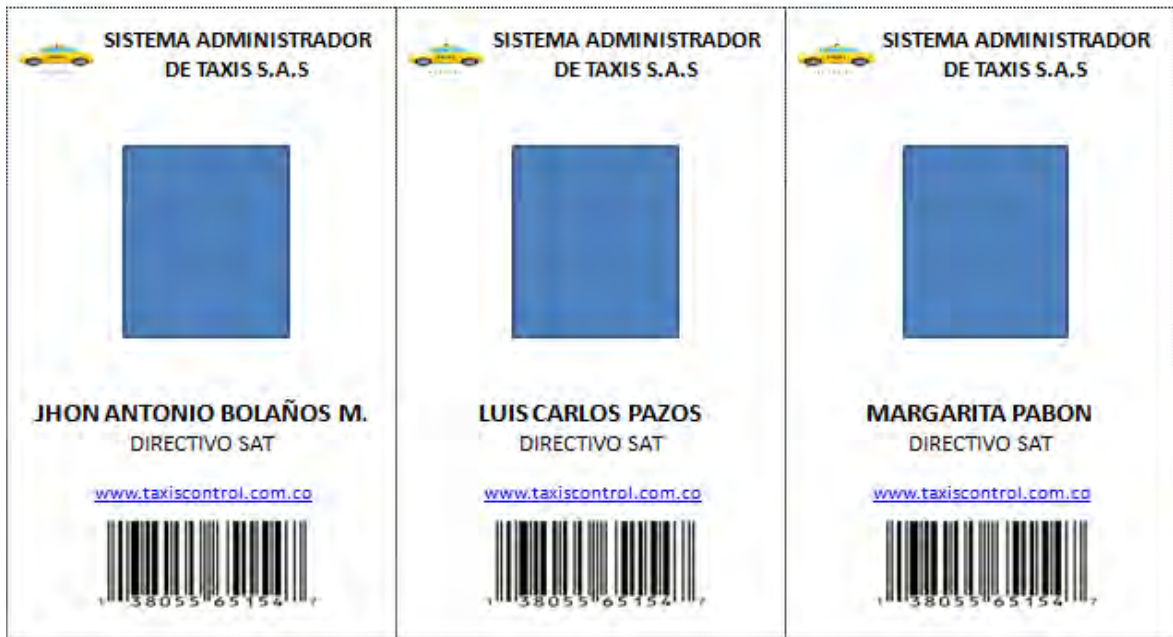 SISTEMA ADMINISTRADOR
DE TAXIS S.A.S
JHON ANTONIO BOLAÑOS M.
DIRECTIVO SAT
www.taxiscontrol.com.co
1 38055 65154 7
SISTEMA ADMINISTRADOR
DE TAXIS S.A.S
LUIS CARLOS PAZOS
DIRECTIVO SAT
www.taxiscontrol.com.co
1 38055 65154 7
SISTEMA ADMINISTRADOR
DE TAXIS S.A.S
MARGARITA PABON
DIRECTIVO SAT
www.taxiscontrol.com.co
1 38055 65154 7